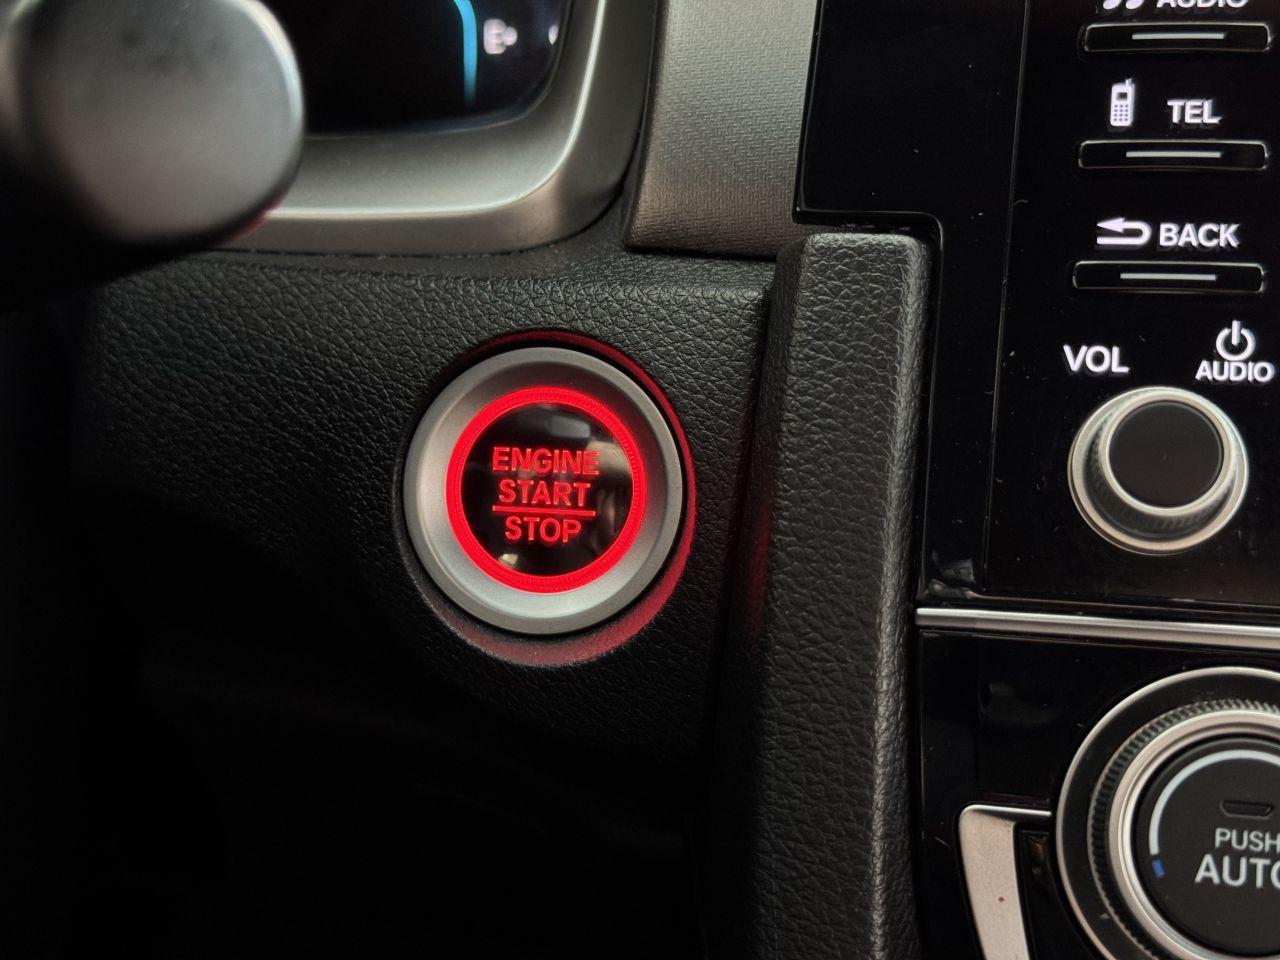 AUDIO
TEL
BACK
VOL
AUDIO
ENGINE
START
STOP
PUSH
AUTO